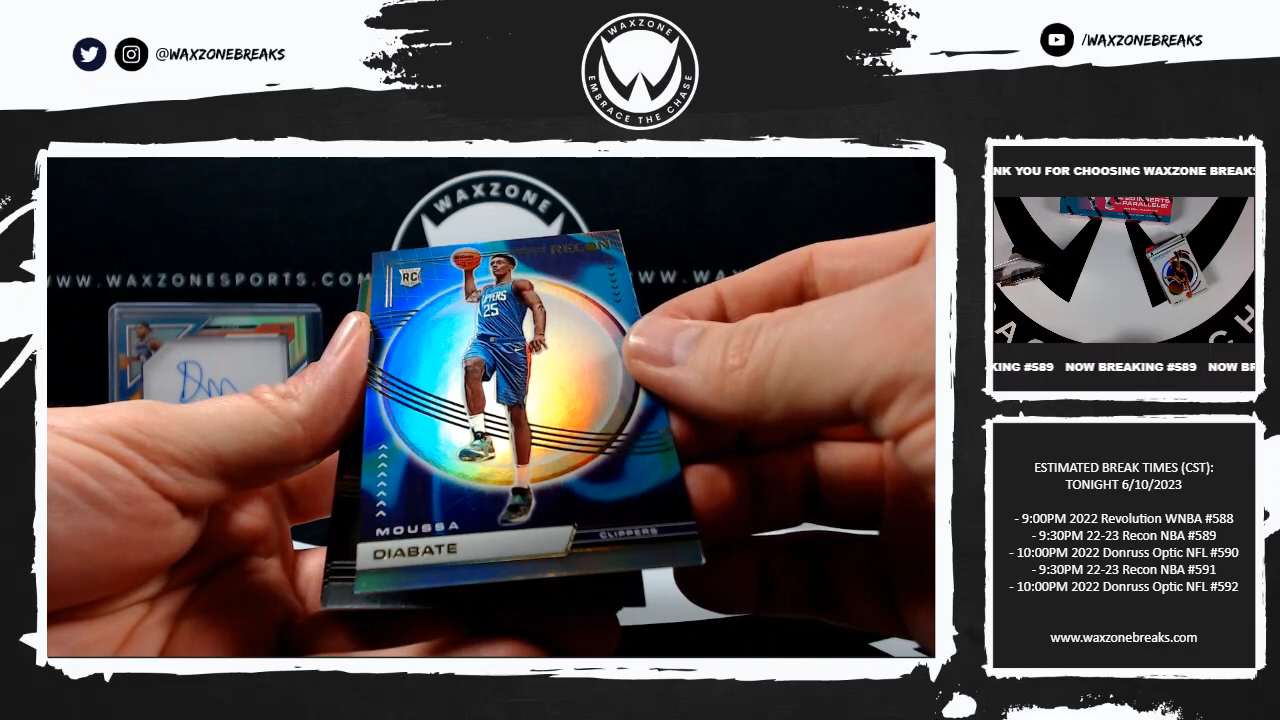 @WAXZONEBREAKS
WAXZONE
EMBRACE THE CHASE
/WAXZONEBREAKS
NK YOU FOR CHOOSING WAXZONE BREAKS
WAXZONE
WWW.WAXZONESPORTS.COM
WWW.W
RECON
RC
CLIPPERS
25
MOUSSA
DIABATE
CLIPPERS
PARALLELS!
KING #589 NOW BREAKING #589 NOW BR
ESTIMATED BREAK TIMES (CST):
TONIGHT 6/10/2023
- 9:00PM 2022 Revolution WNBA #588
- 9:30PM 22-23 Recon NBA #589
- 10:00PM 2022 Donruss Optic NFL #590
- 9:30PM 22-23 Recon NBA #591
- 10:00PM 2022 Donruss Optic NFL #592
www.waxzonebreaks.com